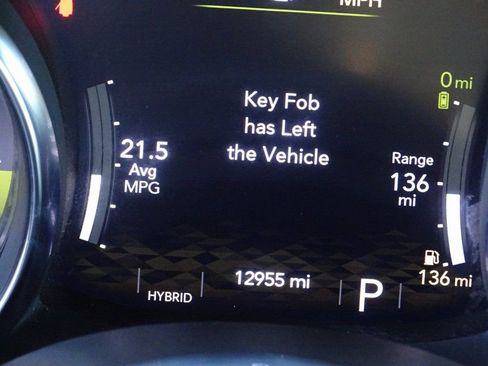 MPH
0 mi
Key Fob
has Left
the Vehicle
21.5
Avg
MPG
Range
136
mi
136 mi
12955 mi
HYBRID
P